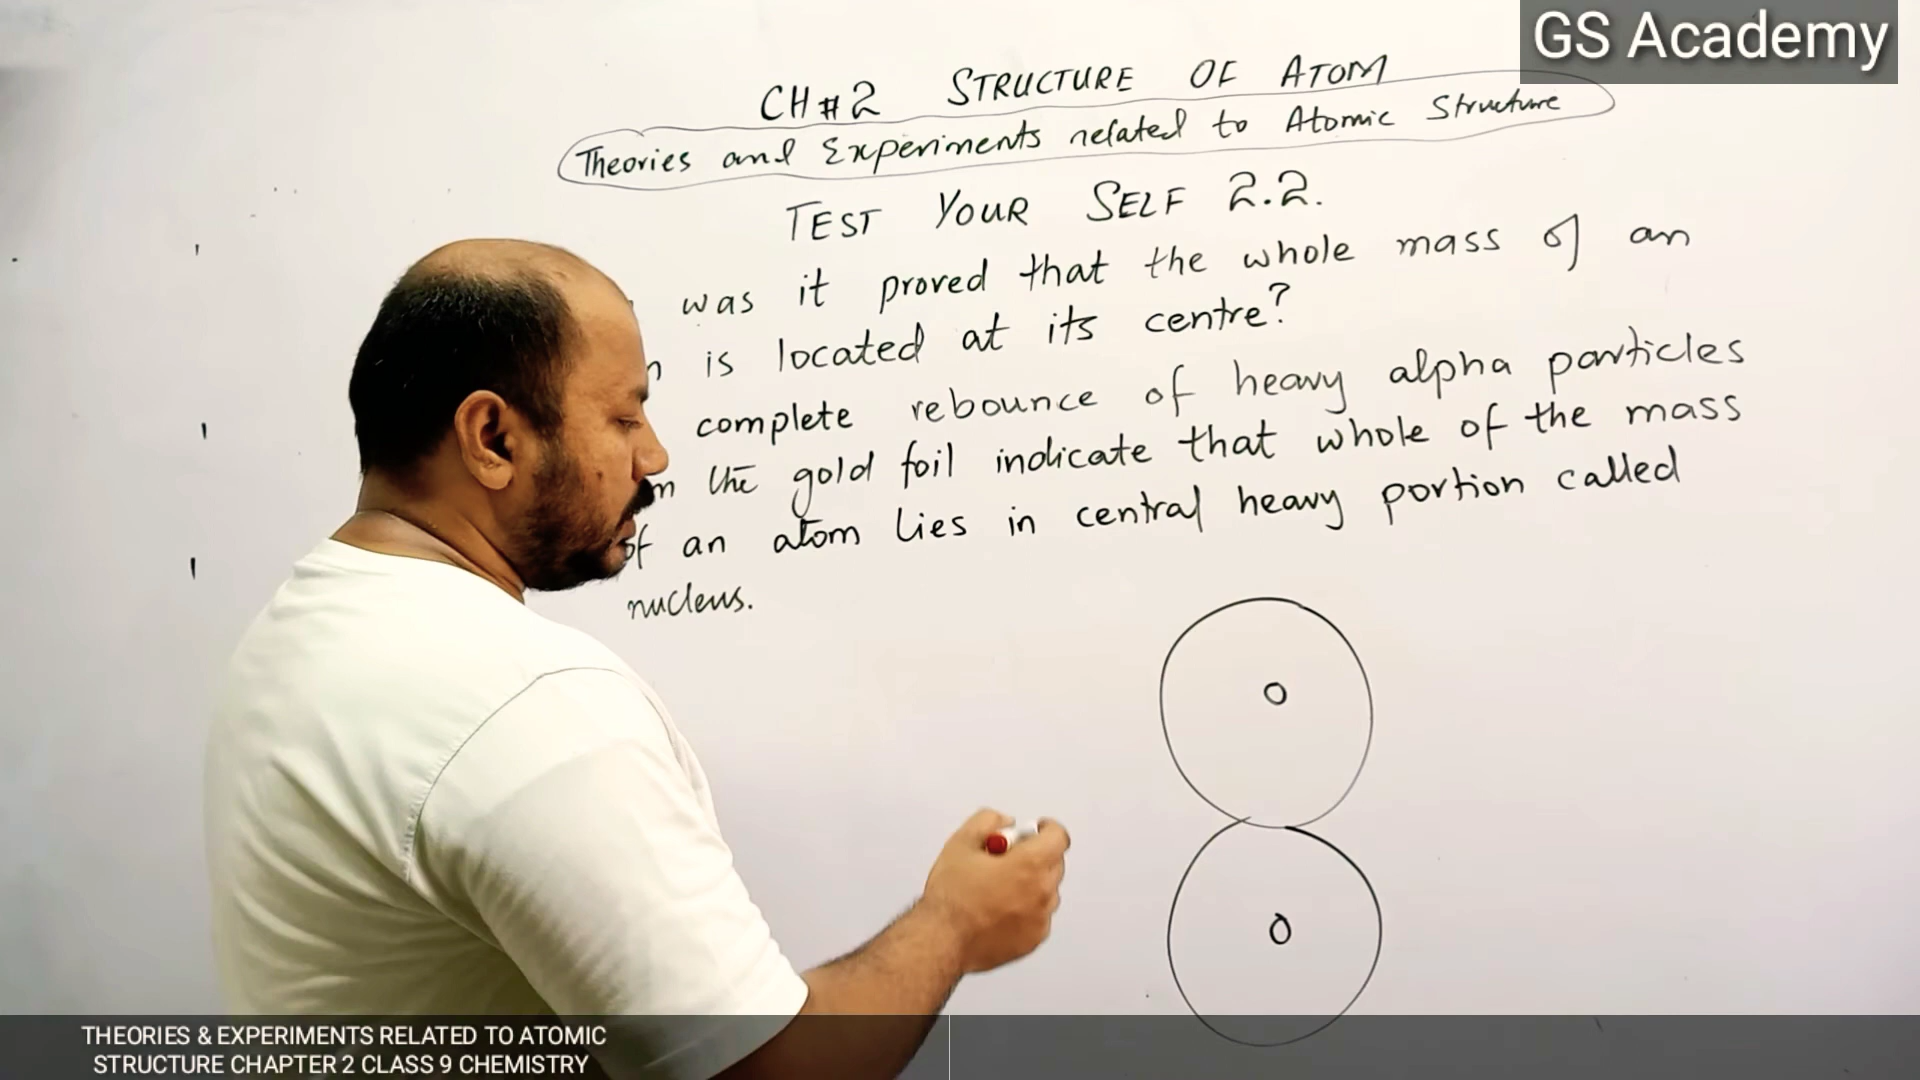 GS Academy
CH # 2 STRUCTURE OF ATOM
Theories and Experiments related to Atomic Structure
TEST YOUR SELF 2.2.
was it proved that the whole mass of an
is located at its centre?
complete rebounce of heavy alpha particles
the gold foil indicate that whole of the mass
of an atom lies in central heavy portion called
nucleus.
THEORIES & EXPERIMENTS RELATED TO ATOMIC
STRUCTURE CHAPTER 2 CLASS 9 CHEMISTRY